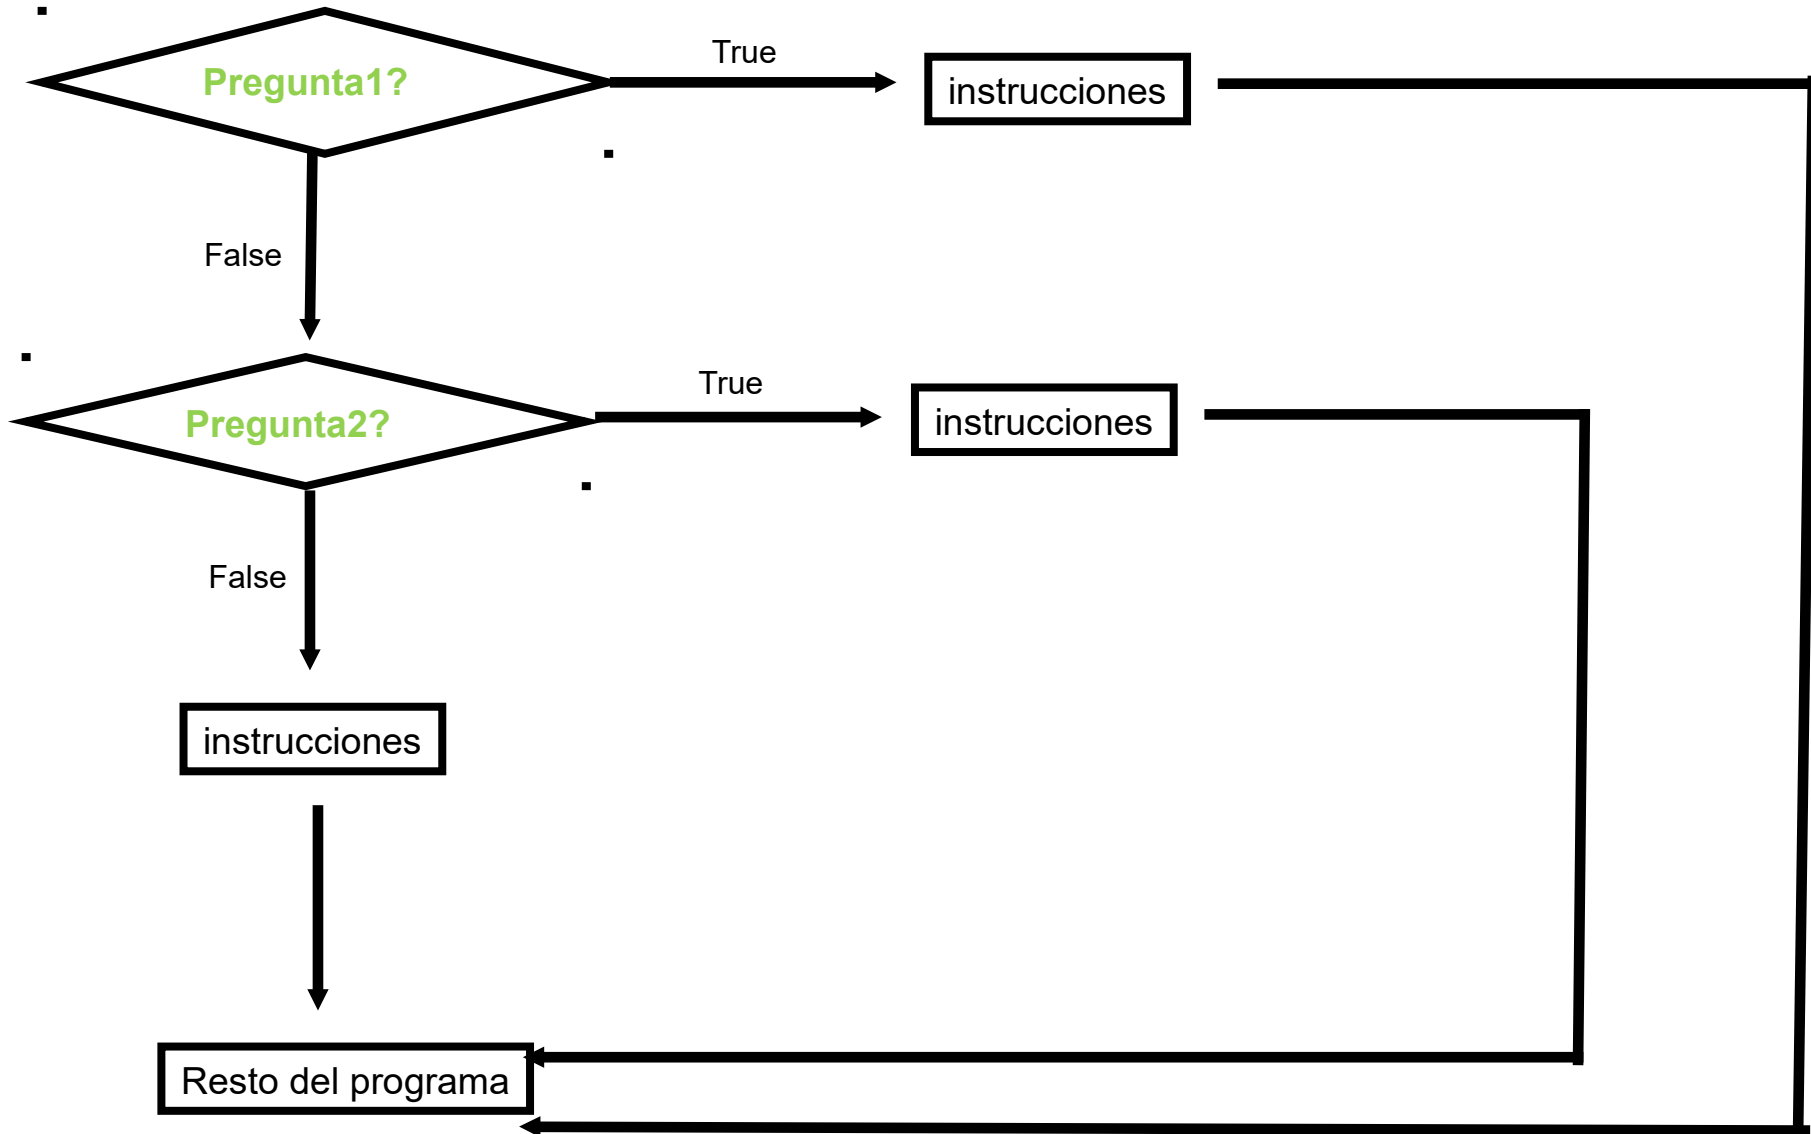 True
Pregunta1?
instrucciones
False
True
Pregunta2?
instrucciones
False
instrucciones
Resto del programa